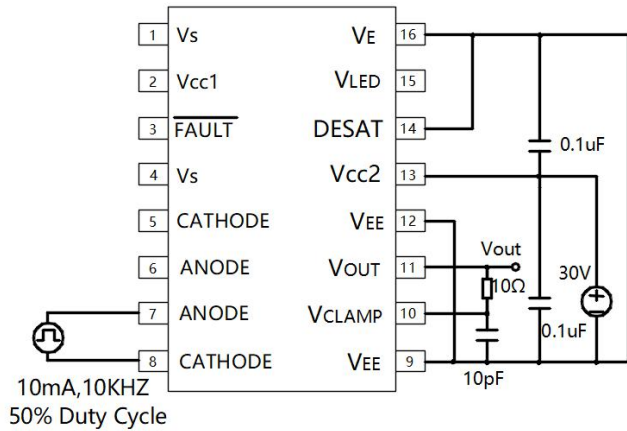 1 Vs VE 16
2 Vcc1 VLED 15
3 FAULT DESAT 14
0.1uF
4 Vs Vcc2 13
5 CATHODE VEE 12
Vout
6 ANODE VOUT 11
10Ω 30V
7 ANODE VCLAMP 10
0.1uF
8 CATHODE VEE 9
10pF
10mA,10KHZ
50% Duty Cycle